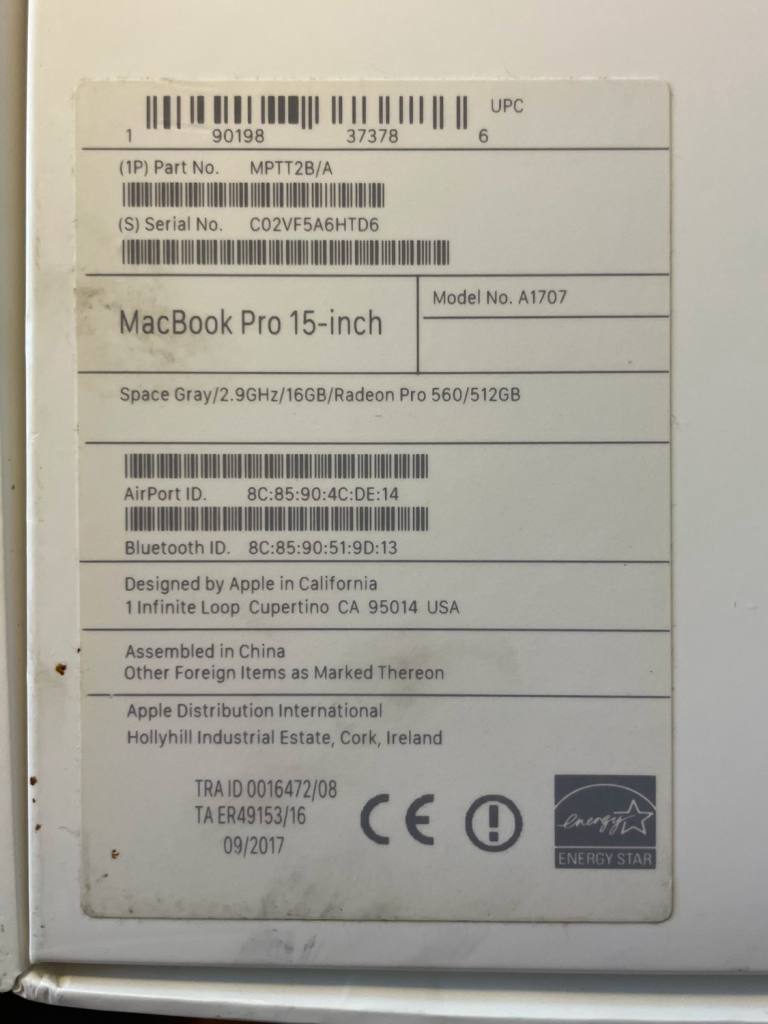 UPC
1 90198 37378 6
(1P) Part No. MPTT2B/A
(S) Serial No. C02VF5A6HTD6
MacBook Pro 15-inch
Model No. A1707
Space Gray/2.9GHz/16GB/Radeon Pro 560/512GB
AirPort ID. 8C:85:90:4C:DE:14
Bluetooth ID. 8C:85:90:51:9D:13
Designed by Apple in California
1 Infinite Loop Cupertino CA 95014 USA
Assembled in China
Other Foreign Items as Marked Thereon
Apple Distribution International
Hollyhill Industrial Estate, Cork, Ireland
TRA ID 0016472/08
TA ER49153/16
09/2017
CE
energy
ENERGY STAR